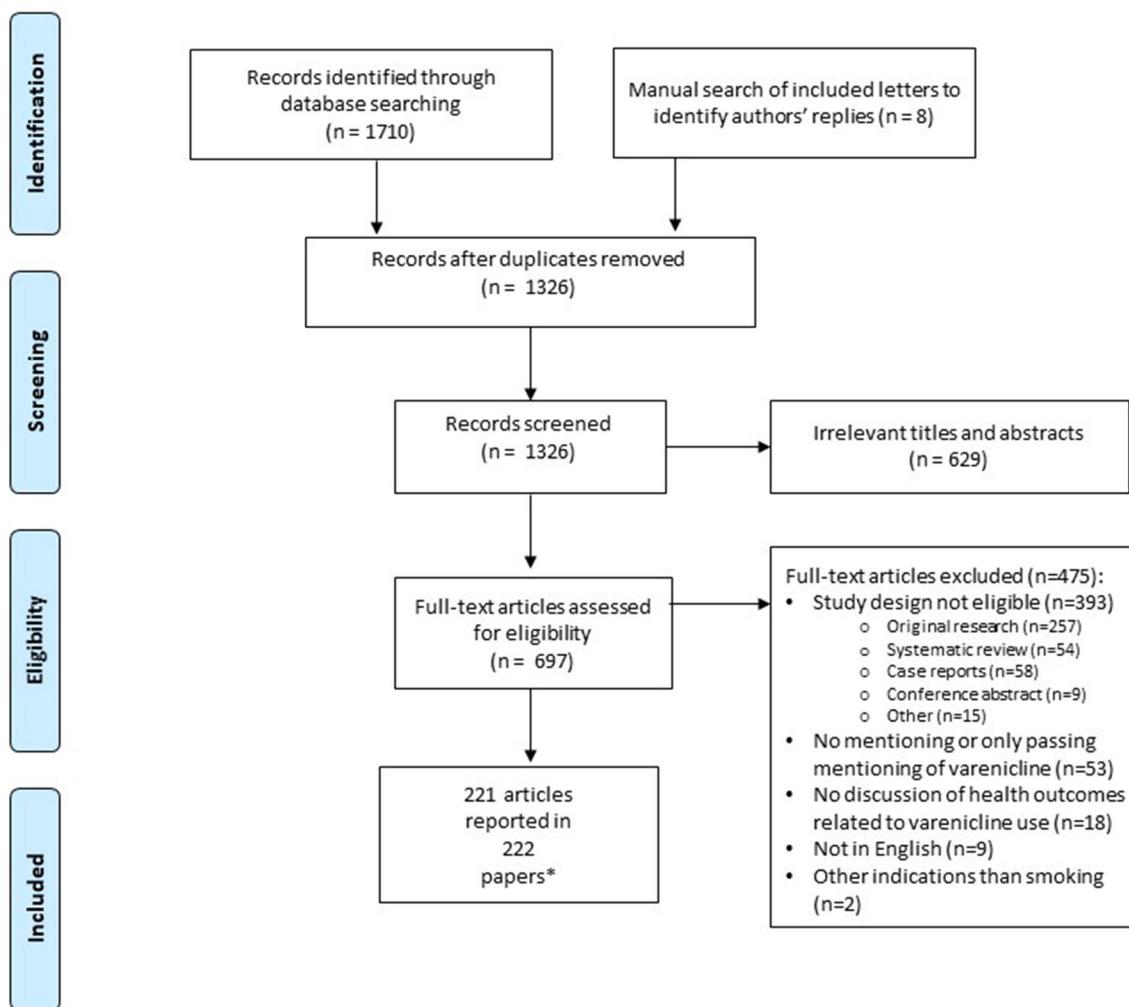 Identification
Records identified through
database searching
(n = 1710)
Manual search of included letters to
identify authors’ replies (n = 8)
Records after duplicates removed
(n = 1326)
Screening
Records screened
(n = 1326)
Irrelevant titles and abstracts
(n = 629)
Eligibility
Full-text articles assessed
for eligibility
(n = 697)
Full-text articles excluded (n=475):
• Study design not eligible (n=393)
o Original research (n=257)
o Systematic review (n=54)
o Case reports (n=58)
o Conference abstract (n=9)
o Other (n=15)
• No mentioning or only passing
mentioning of varenicline (n=53)
• No discussion of health outcomes
related to varenicline use (n=18)
• Not in English (n=9)
• Other indications than smoking
(n=2)
Included
221 articles
reported in
222
papers*